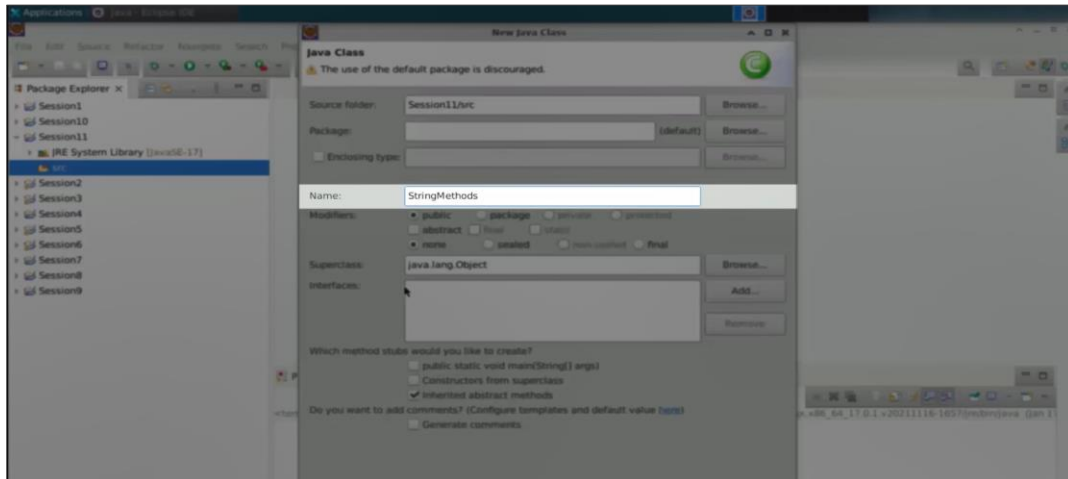 Applications Java - Eclipse IDE
File Edit Source Refactor Navigate Search
New Java Class
Java Class
The use of the default package is discouraged.
Package Explorer
Session1
Session10
Session11
JRE System Library [JavaSE-17]
src
Session2
Session3
Session4
Session5
Session6
Session7
Session8
Session9
Source folder: Session11/src Browse...
Package: (default) Browse...
Enclosing type: Browse...
Name: StringMethods
Modifiers: public package private protected
abstract final static
none sealed non-sealed final
Superclass: java.lang.Object Browse...
Interfaces: Add...
Remove
Which method stubs would you like to create?
public static void main(String[] args)
Constructors from superclass
Inherited abstract methods
Do you want to add comments? (Configure templates and default value here)
Generate comments